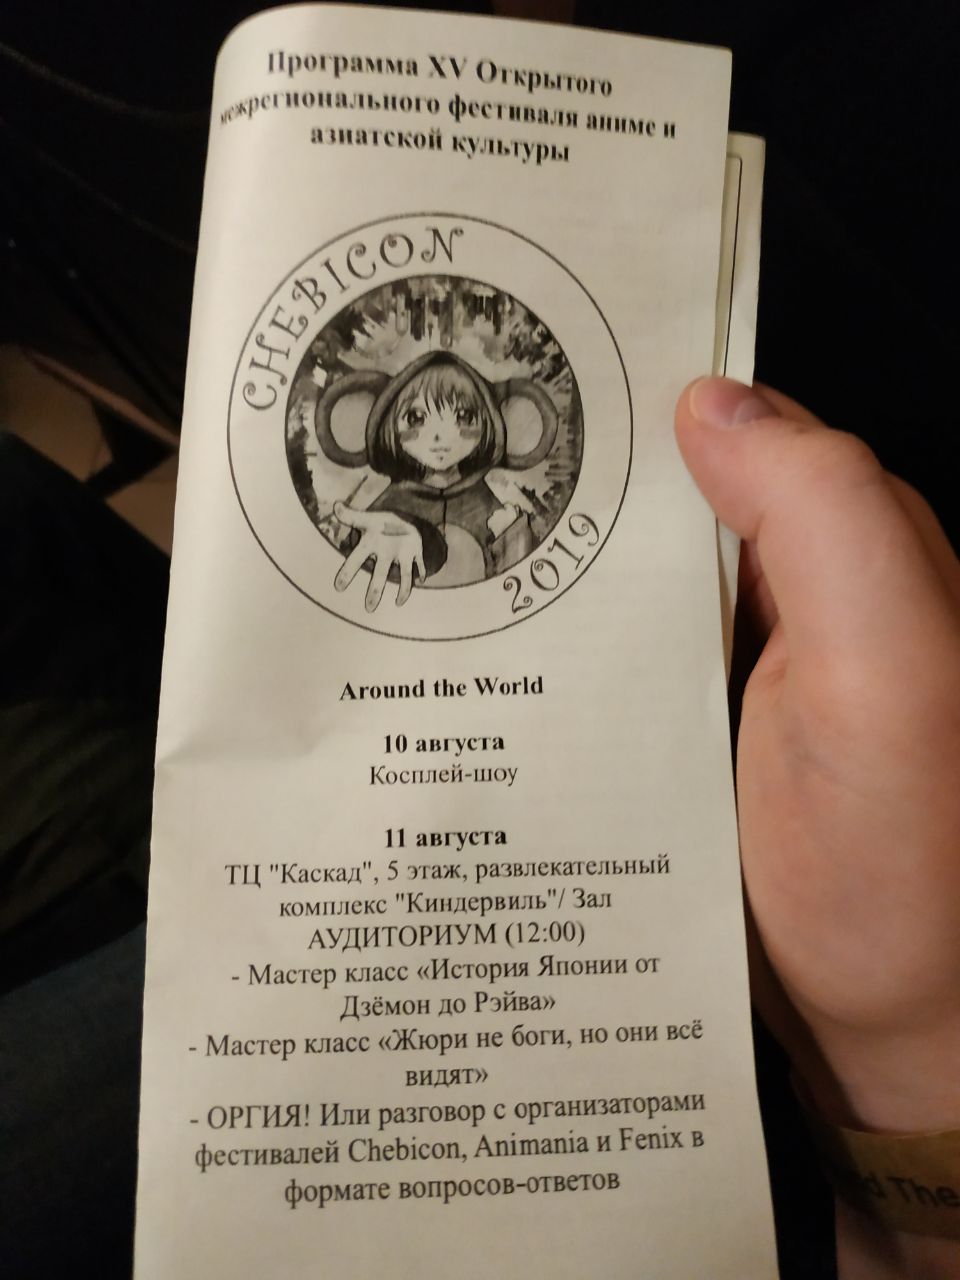 Программа XV Открытого
межрегионального фестиваля аниме и
азиатской культуры
CHEBICON
2019
Around the World
10 августа
Косплей-шоу
11 августа
ТЦ "Каскад", 5 этаж, развлекательный
комплекс "Киндервиль"/ Зал
АУДИТОРИУМ (12:00)
- Мастер класс «История Японии от
Дзёмон до Рэйва»
- Мастер класс «Жюри не боги, но они всё
видят»
- ОРГИЯ! Или разговор с организаторами
фестивалей Chebicon, Animania и Fenix в
формате вопросов-ответов
The